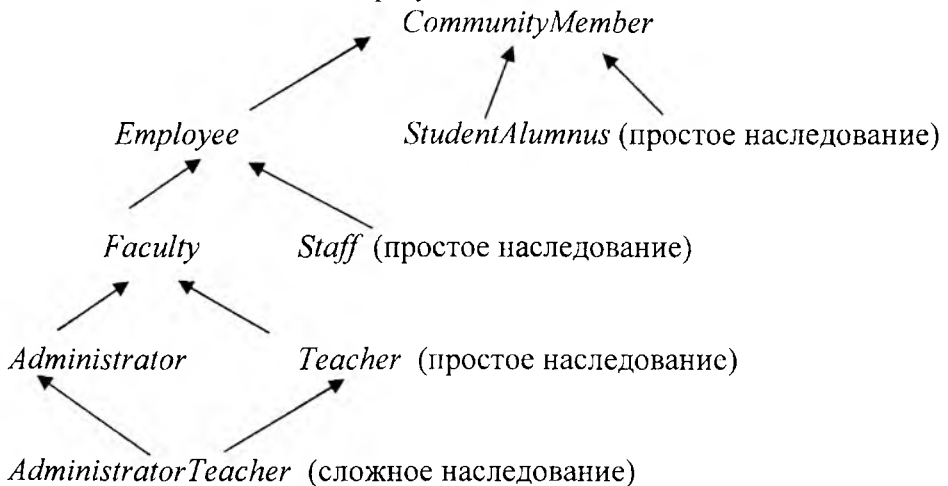 CommunityMember
Employee StudentAlumnus (простое наследование)
Faculty Staff (простое наследование)
Administrator Teacher (простое наследование)
AdministratorTeacher (сложное наследование)